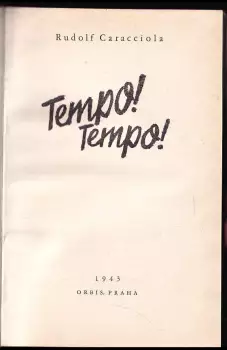 Rudolf Caracciola
Tempo!
Tempo!
1943
ORBIS, PRAHA